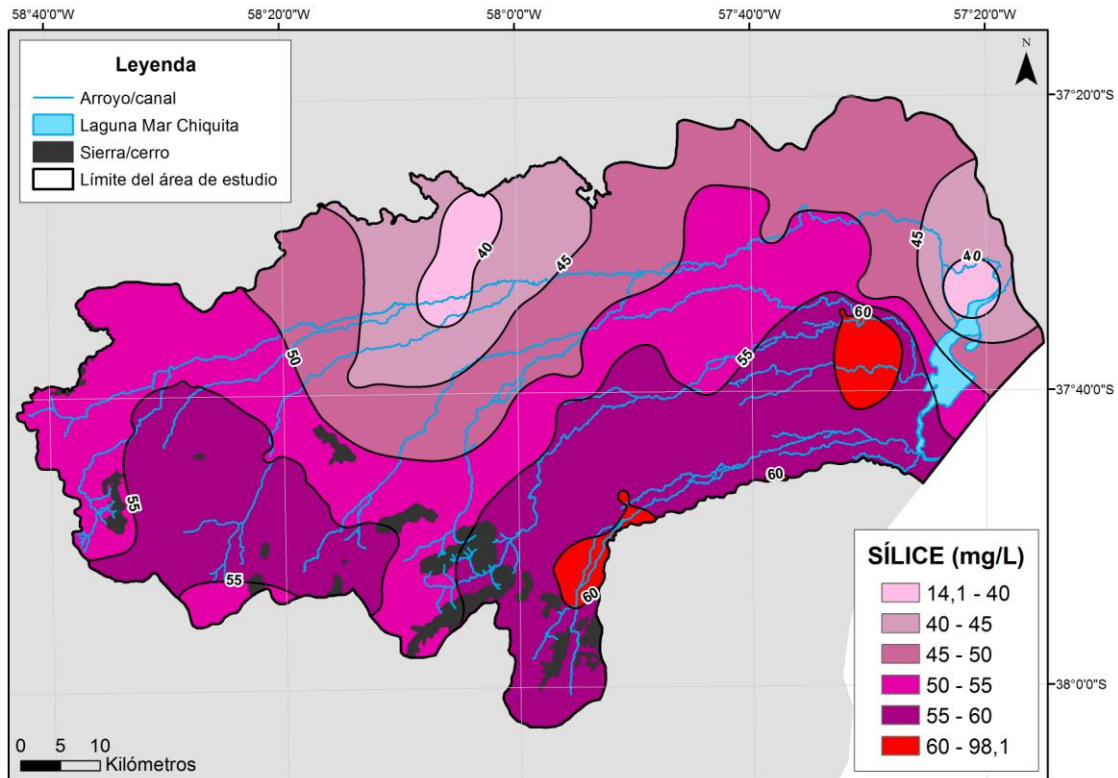 58°40'0"O 58°20'0"O 58°0'0"O 57°40'0"O 57°20'0"O
Leyenda
Arroyo/canal
Laguna Mar Chiquita
Sierra/cerro
Límite del área de estudio
N
37°20'0"S
40
45
45
40
50
60
55
37°40'0"S
55
60
55
60
38°0'0"S
SÍLICE (mg/L)
14,1 - 40
40 - 45
45 - 50
50 - 55
55 - 60
60 - 98,1
0 5 10
Kilómetros